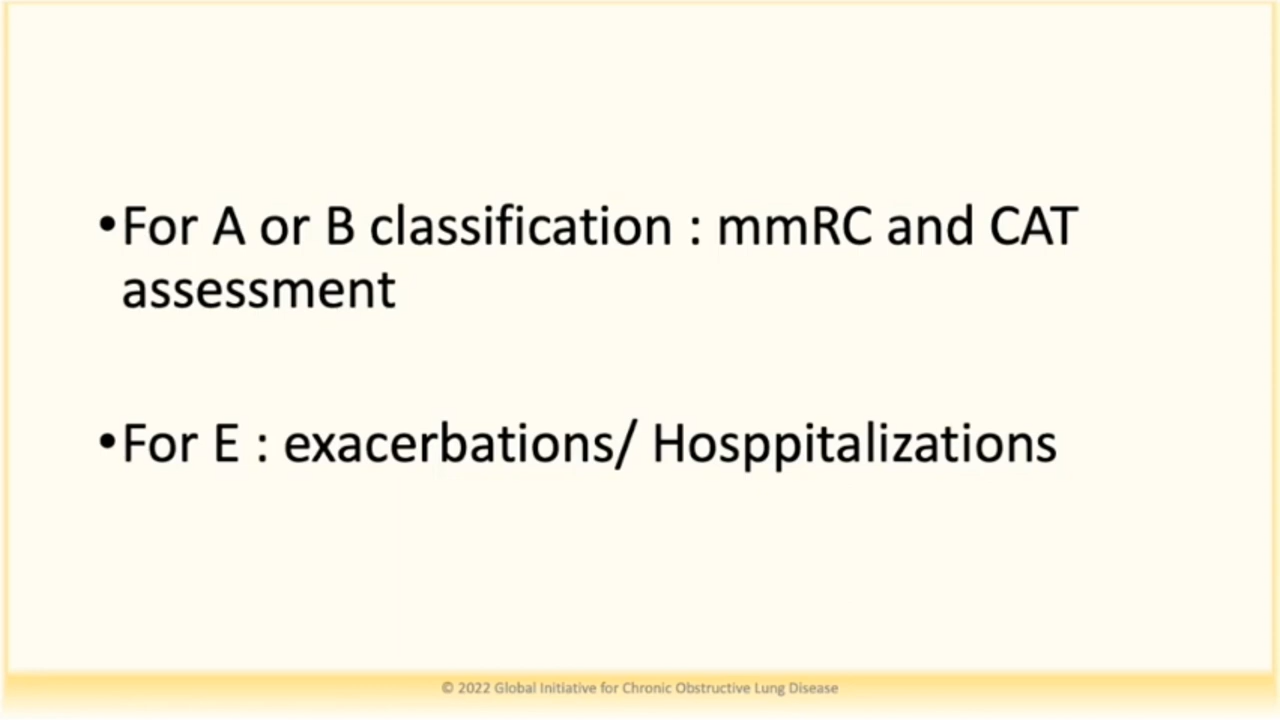 •For A or B classification : mmRC and CAT
assessment
•For E : exacerbations/ Hosppitalizations
© 2022 Global Initiative for Chronic Obstructive Lung Disease